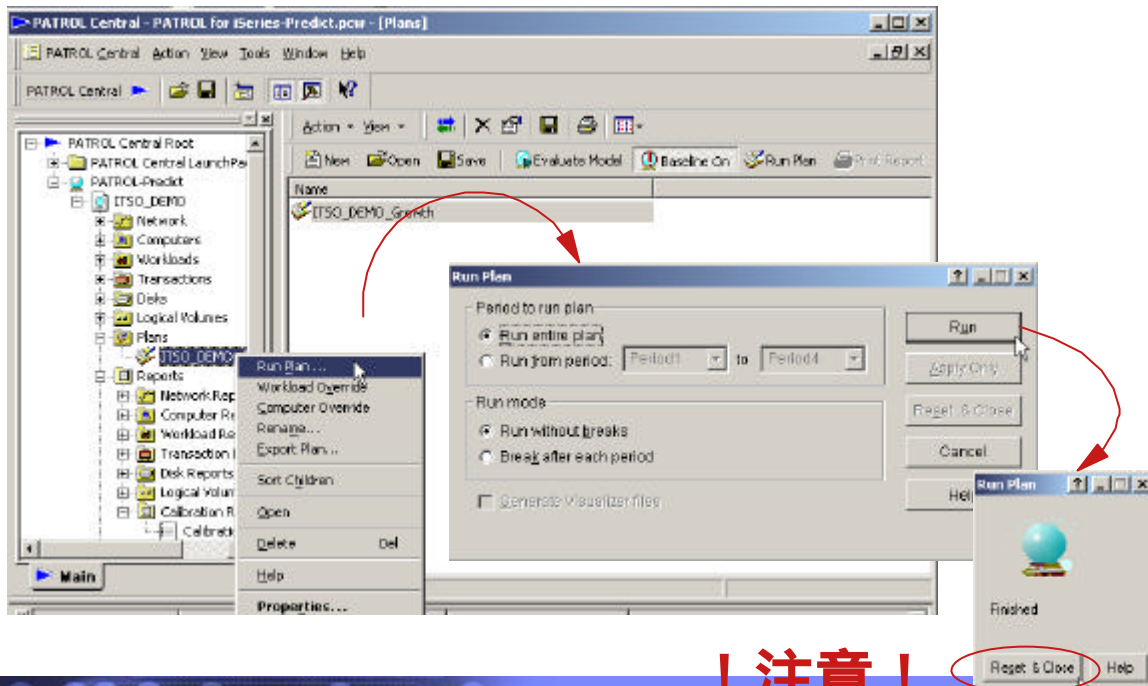 PATROL Central - PATROL for iSeries-Predict.pcw - [Plans]
PATROL Central Action View Tools Window Help
PATROL Central
Action View
New Open Save Evaluate Model Baseline On Run Plan Print Report
Name
ITSO_DEMO_Growth
PATROL Central Root
PATROL Central LaunchPa
PATROL-Predict
ITSO_DEMO
Network
Computers
Workloads
Transactions
Disks
Logical Volumes
Plans
ITSO_DEMO
Reports
Network Rep
Computer Re
Workload Re
Transaction
Disk Reports
Logical Volum
Calibration R
Calibrati
Main
Run Plan...
Workload Override
Computer Override
Rename...
Export Plan...
Sort Children
Open
Delete Del
Help
Properties...
Run Plan
Period to run plan
Run entire plan
Run from period: Period1 to Period4
Run mode
Run without breaks
Break after each period
Generate Visualizer files
Run
Apply Only
Reset & Close
Cancel
Help
Run Plan
Finished
Reset & Close Help
！注意！